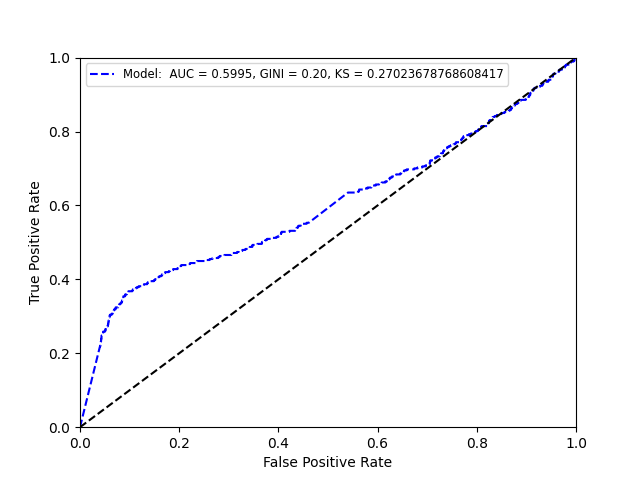 Model:  AUC = 0.5995, GINI = 0.20, KS = 0.27023678768608417
1.0
0.8
0.6
0.4
0.2
0.0
True Positive Rate
0.0 0.2 0.4 0.6 0.8 1.0
False Positive Rate